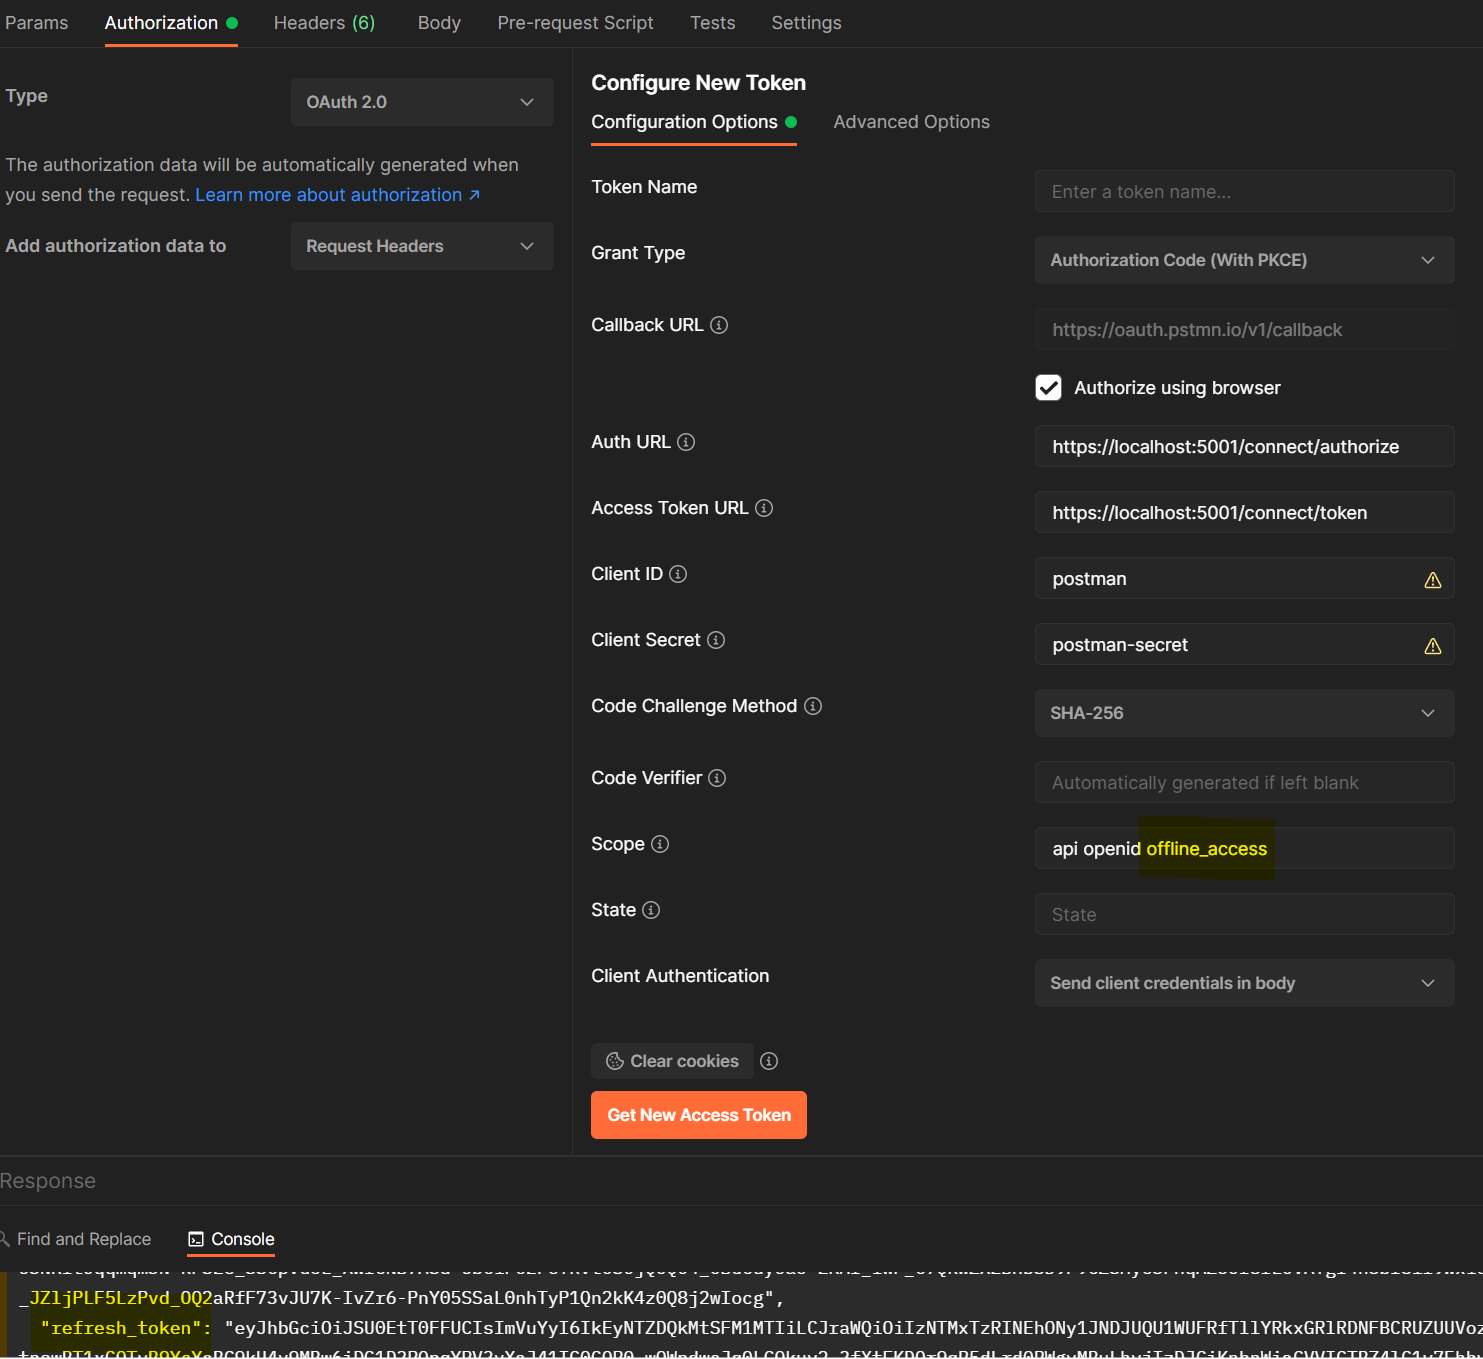 Params Authorization Headers (6) Body Pre-request Script Tests Settings
Type
OAuth 2.0
The authorization data will be automatically generated when
you send the request. Learn more about authorization ↗
Add authorization data to
Request Headers
Configure New Token
Configuration Options Advanced Options
Token Name
Enter a token name...
Grant Type
Authorization Code (With PKCE)
Callback URL
https://oauth.pstmn.io/v1/callback
Authorize using browser
Auth URL
https://localhost:5001/connect/authorize
Access Token URL
https://localhost:5001/connect/token
Client ID
postman
Client Secret
postman-secret
Code Challenge Method
SHA-256
Code Verifier
Automatically generated if left blank
Scope
api openid offline_access
State
State
Client Authentication
Send client credentials in body
Clear cookies
Get New Access Token
Response
Find and Replace Console
_JZljPLF5LzPvd_OQ2aRfF73vJU7K-IvZr6-PnY05SSaL0nhTyP1Qn2kK4z0Q8j2wIocg",
"refresh_token":